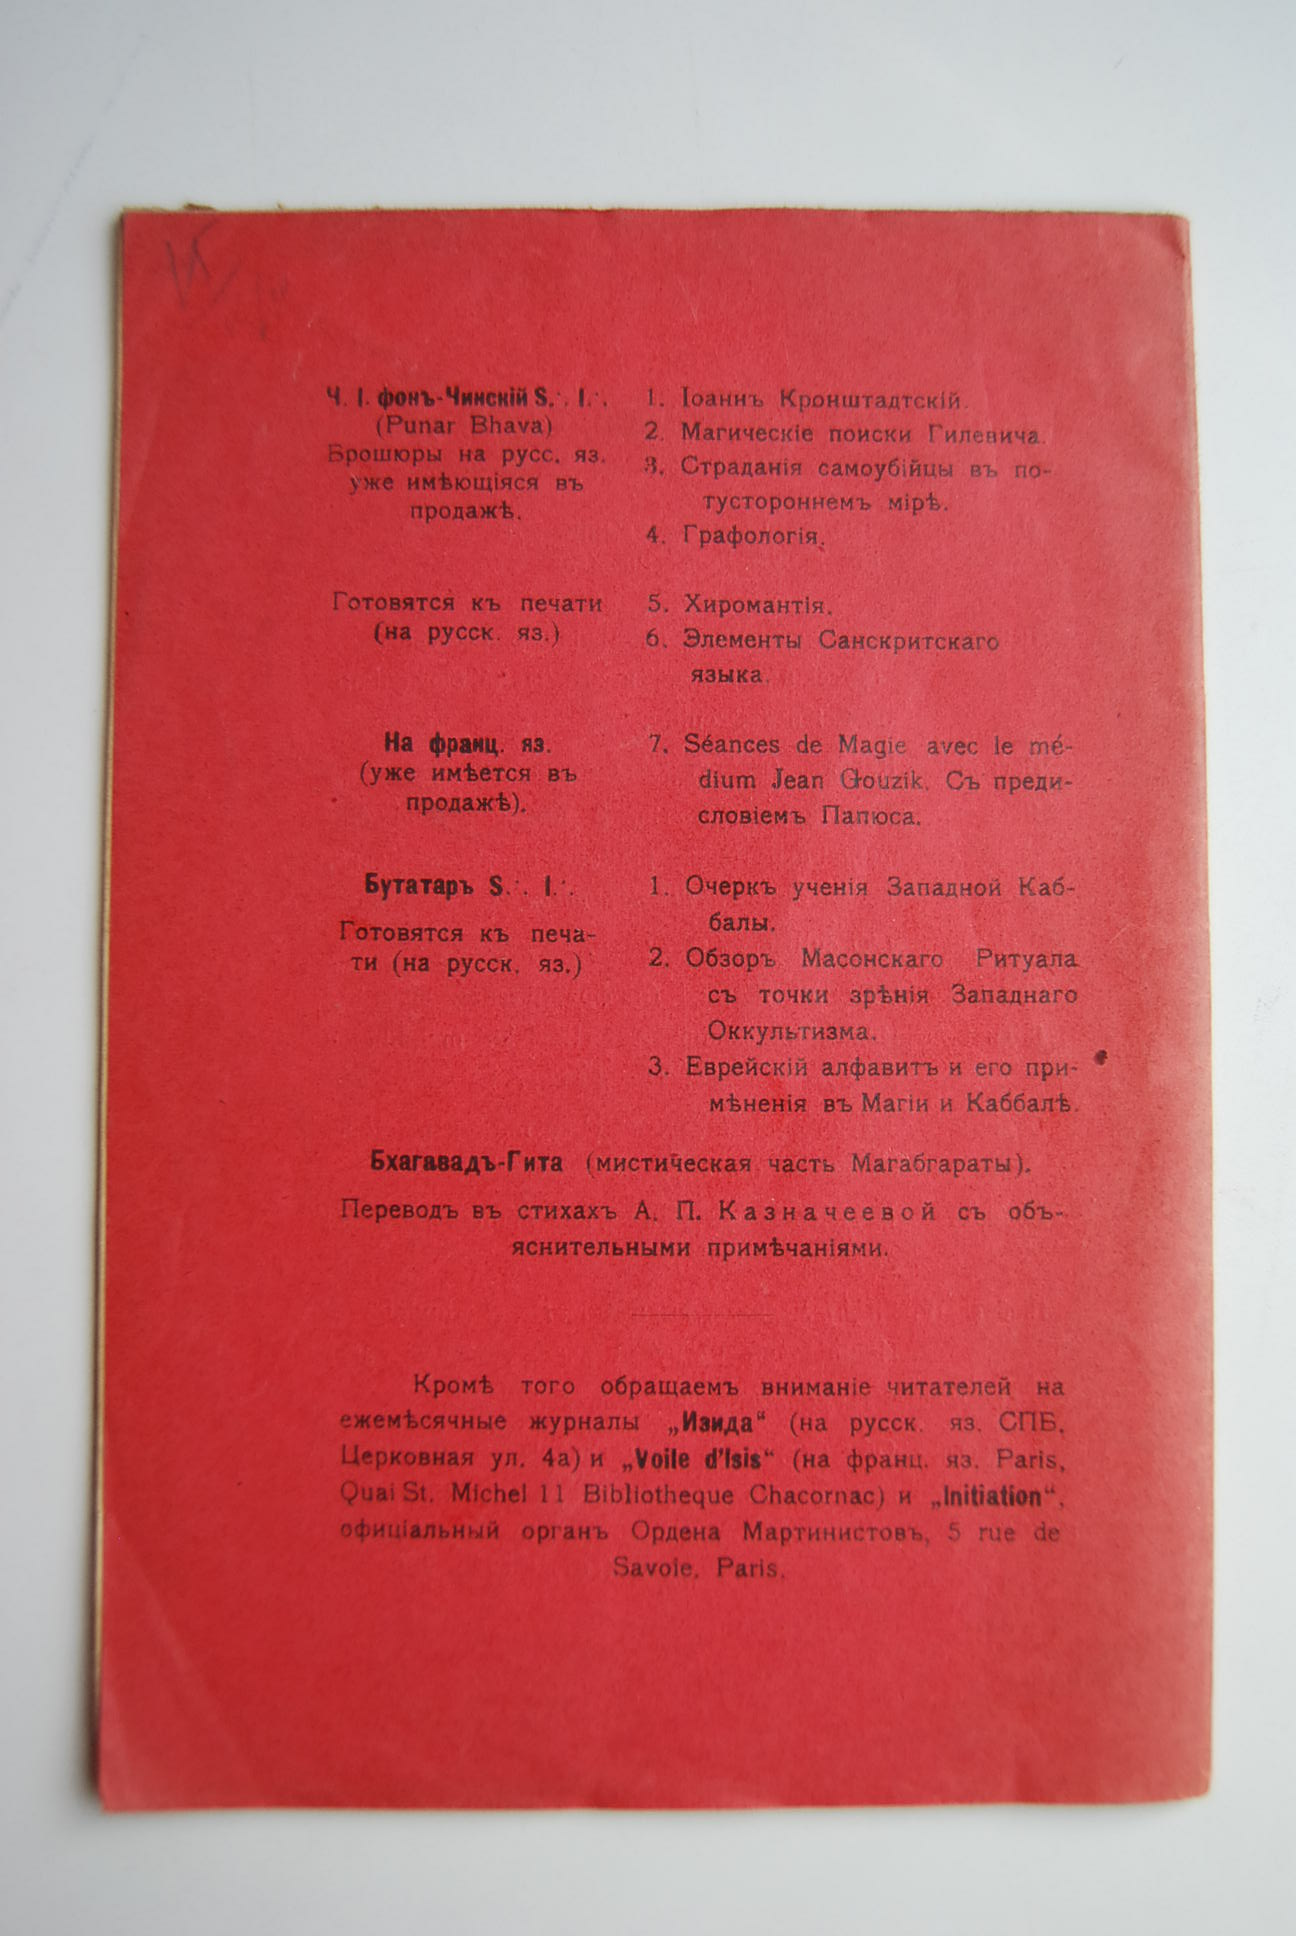 Ч. І. фонъ-Чинскій S.·. I.·.
(Punar Bhava)
Брошюры на русс. яз.
уже имѣющіяся въ
продажѣ.
1. Іоаннъ Кронштадтскій.
2. Магическіе поиски Гилевича.
3. Страданія самоубійцы въ по-
тустороннемъ мірѣ.
4. Графологія.
Готовятся къ печати
(на русск. яз.)
5. Хиромантія.
6. Элементы Санскритскаго
языка.
На франц. яз.
(уже имѣется въ
продажѣ).
7. Séances de Magie avec le mé-
dium Jean Gouzik. Съ преди-
словіемъ Папюса.
Бутатаръ S.·. I.·.
Готовятся къ печа-
ти (на русск. яз.)
1. Очеркъ ученія Западной Каб-
балы.
2. Обзоръ Масонскаго Ритуала
съ точки зрѣнія Западнаго
Оккультизма.
3. Еврейскій алфавитъ и его при-
мѣненія въ Магіи и Каббалѣ.
Бхагавадъ-Гита (мистическая часть Магабгараты).
Переводъ въ стихахъ А. П. Казначеевой съ объ-
яснительными примѣчаніями.
Кромѣ того обращаемъ вниманіе читателей на
ежемѣсячные журналы „Изида“ (на русск. яз. СПБ,
Церковная ул. 4а) и „Voile d'Isis“ (на франц. яз. Paris,
Quai St. Michel 11 Bibliotheque Chacornac) и „Initiation“,
офиціальный органъ Ордена Мартинистовъ, 5 rue de
Savoie. Paris.